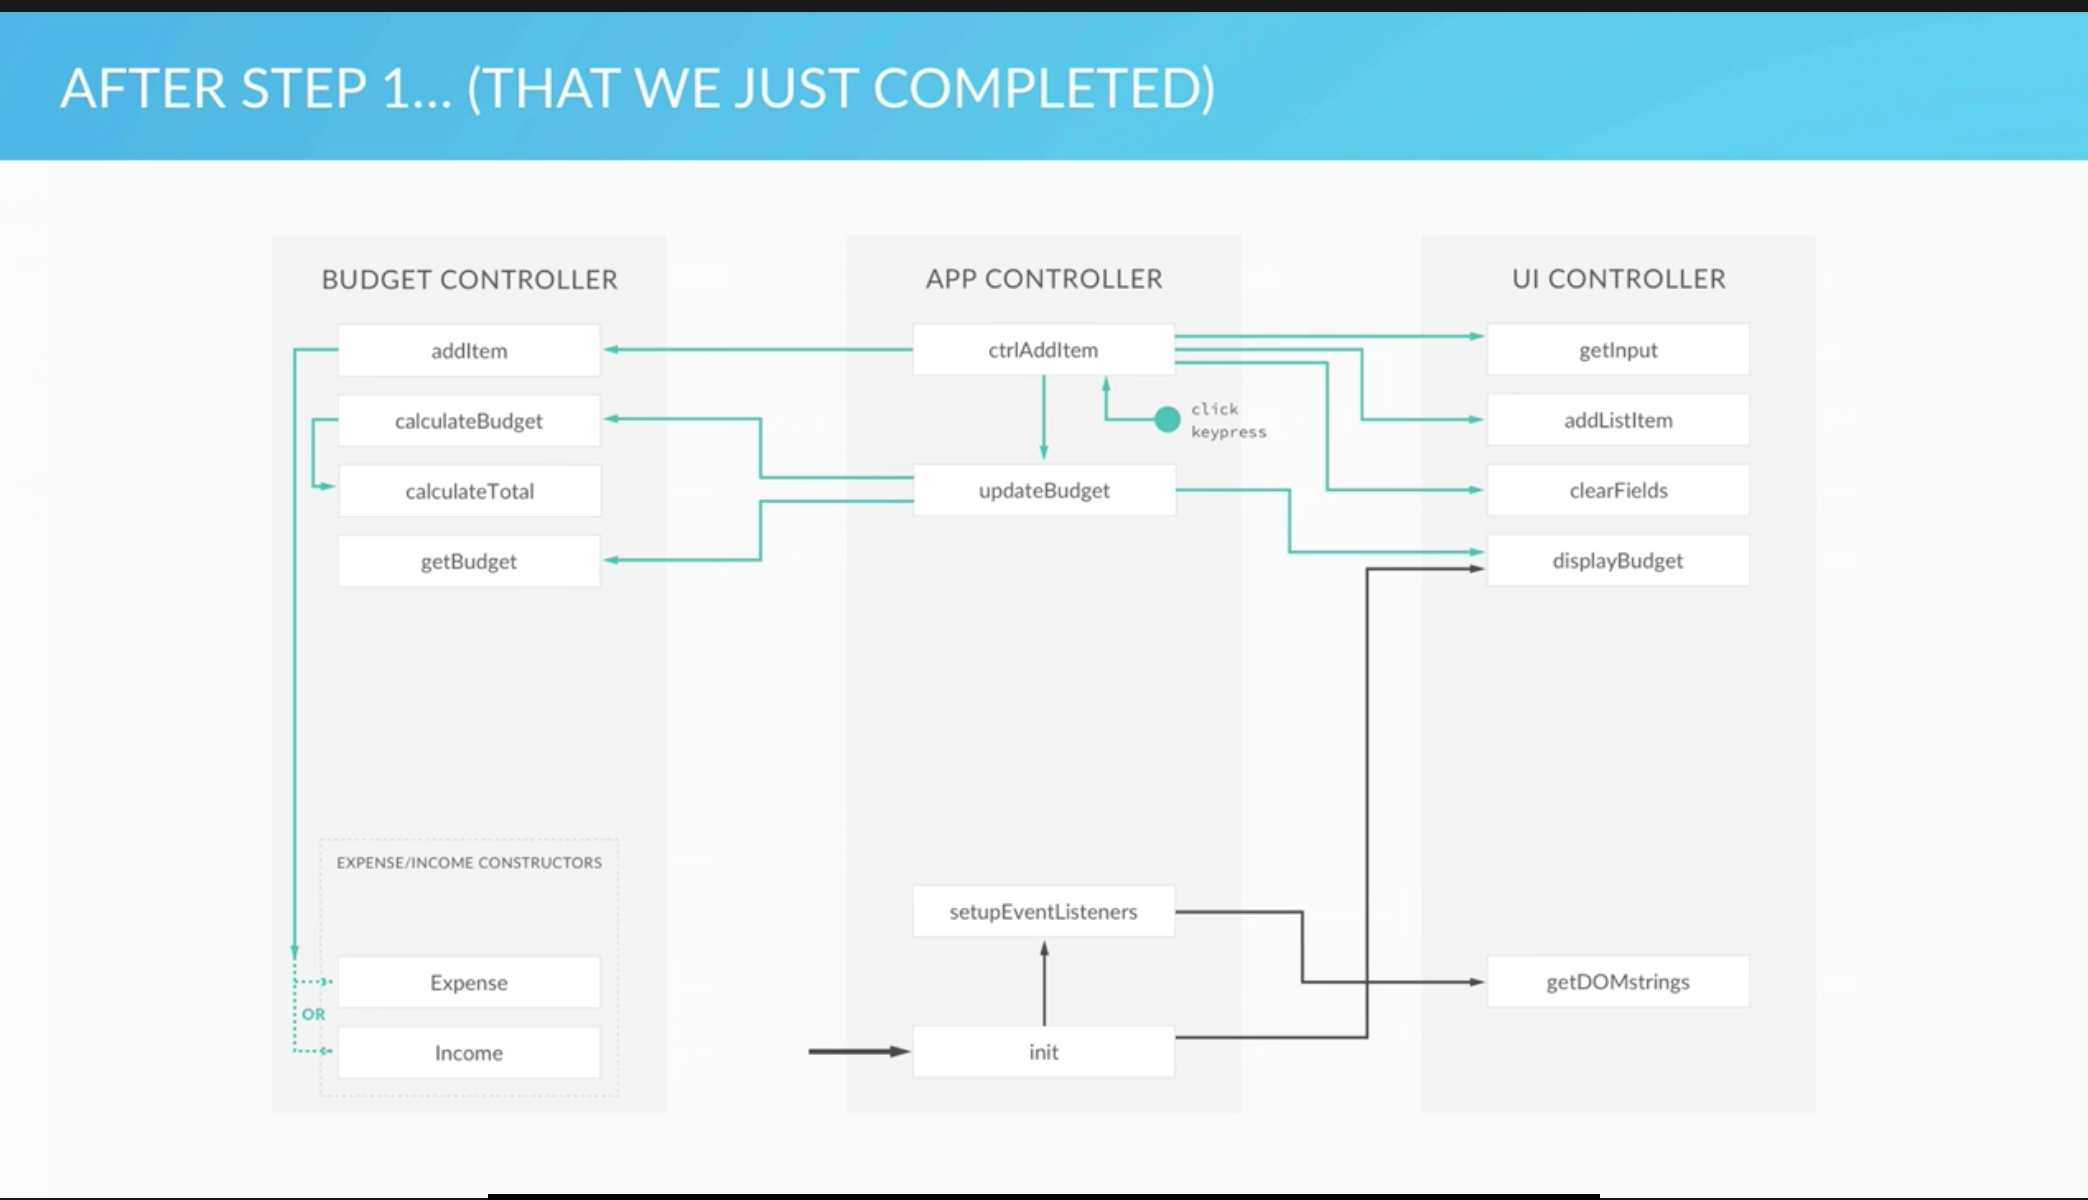 AFTER STEP 1... (THAT WE JUST COMPLETED)
BUDGET CONTROLLER
addItem
calculateBudget
calculateTotal
getBudget
EXPENSE/INCOME CONSTRUCTORS
Expense
OR
Income
APP CONTROLLER
ctrlAddItem
click
keypress
updateBudget
setupEventListeners
init
UI CONTROLLER
getInput
addListItem
clearFields
displayBudget
getDOMstrings